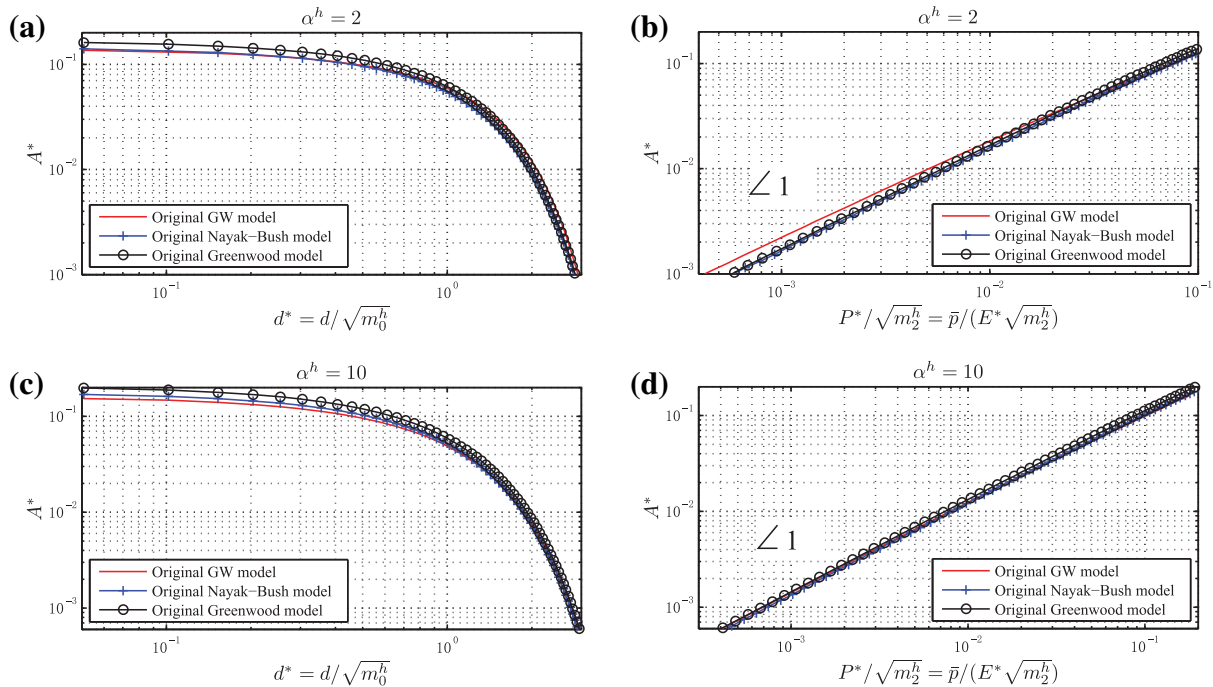 (a)
α^h = 2
A*
10^-1
10^-2
10^-3
10^-1
10^0
d* = d/√m_0^h
Original GW model
Original Nayak−Bush model
Original Greenwood model
(b)
α^h = 2
A*
10^-1
10^-2
10^-3
10^-3
10^-2
10^-1
∠1
P*/√m_2^h = p̄/(E*√m_2^h)
Original GW model
Original Nayak−Bush model
Original Greenwood model
(c)
α^h = 10
A*
10^-1
10^-2
10^-3
10^-1
10^0
d* = d/√m_0^h
Original GW model
Original Nayak−Bush model
Original Greenwood model
(d)
α^h = 10
A*
10^-1
10^-2
10^-3
10^-3
10^-2
10^-1
∠1
P*/√m_2^h = p̄/(E*√m_2^h)
Original GW model
Original Nayak−Bush model
Original Greenwood model